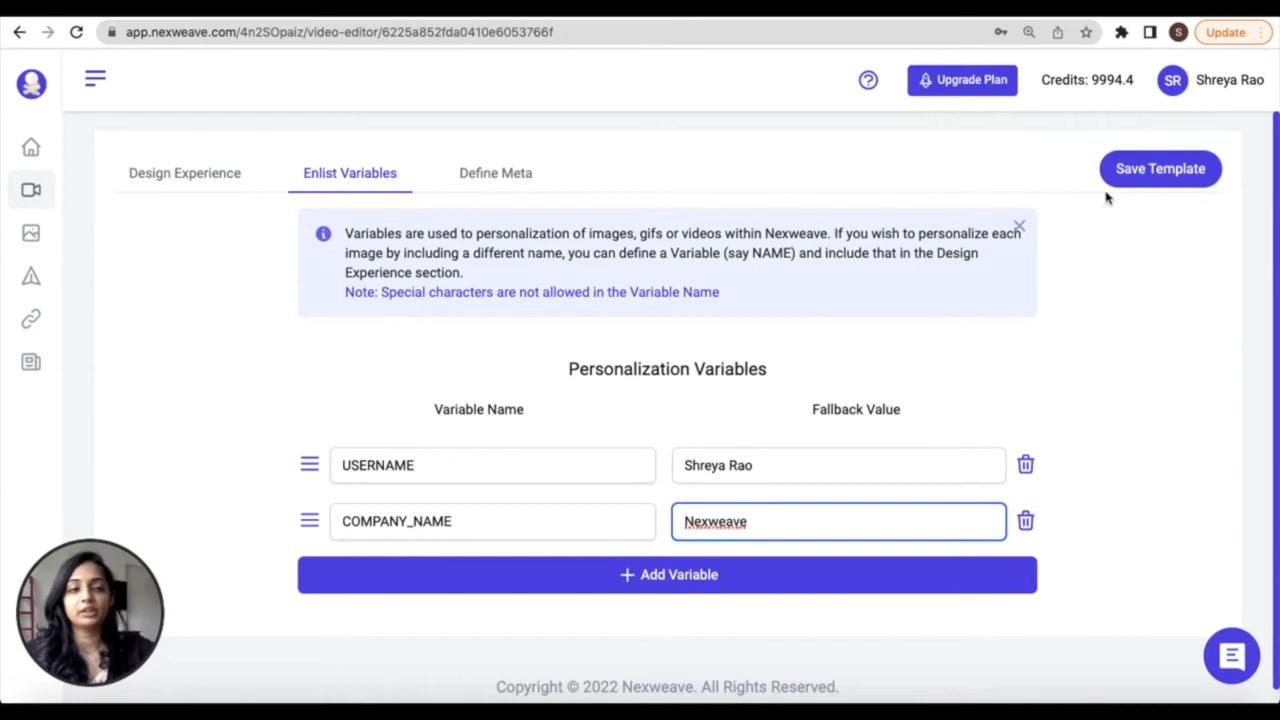 app.nexweave.com/4n2SOpaiz/video-editor/6225a852fda0410e6053766f
S
Update
Upgrade Plan
Credits: 9994.4
SR
Shreya Rao
Design Experience
Enlist Variables
Define Meta
Save Template
Variables are used to personalization of images, gifs or videos within Nexweave. If you wish to personalize each
image by including a different name, you can define a Variable (say NAME) and include that in the Design
Experience section.
Note: Special characters are not allowed in the Variable Name
Personalization Variables
Variable Name
Fallback Value
USERNAME
Shreya Rao
COMPANY_NAME
Nexweave
+ Add Variable
Copyright © 2022 Nexweave. All Rights Reserved.